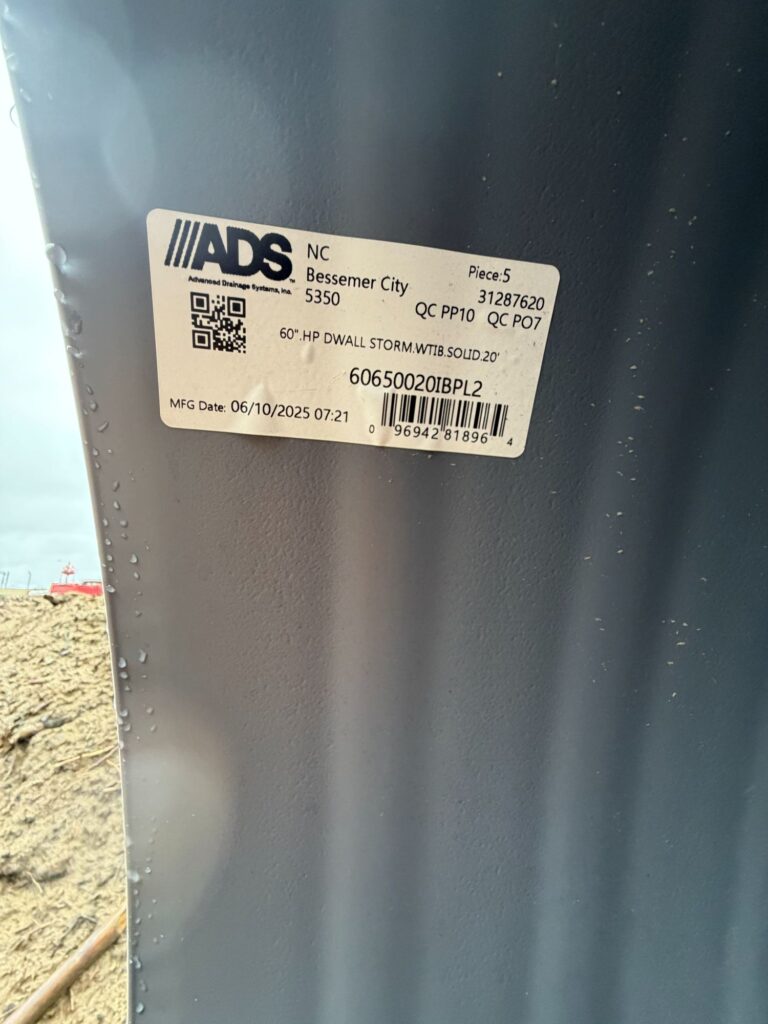 ADS
Advanced Drainage Systems, Inc.
NC
Bessemer City
5350
Piece:5
31287620
QC PP10 QC PO7
60".HP DWALL STORM.WTIB.SOLID.20'
60650020IBPL2
MFG Date: 06/10/2025 07:21
0 96942 81896 4